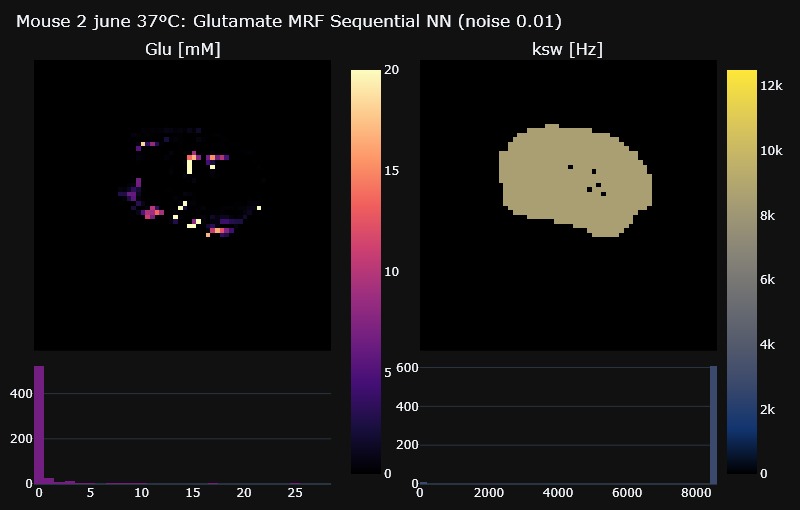 Mouse 2 june 37ºC: Glutamate MRF Sequential NN (noise 0.01)
Glu [mM]
ksw [Hz]
20
15
10
5
0
12k
10k
8k
6k
4k
2k
0
400
200
0
0 5 10 15 20 25
600
400
200
0
0 2000 4000 6000 8000